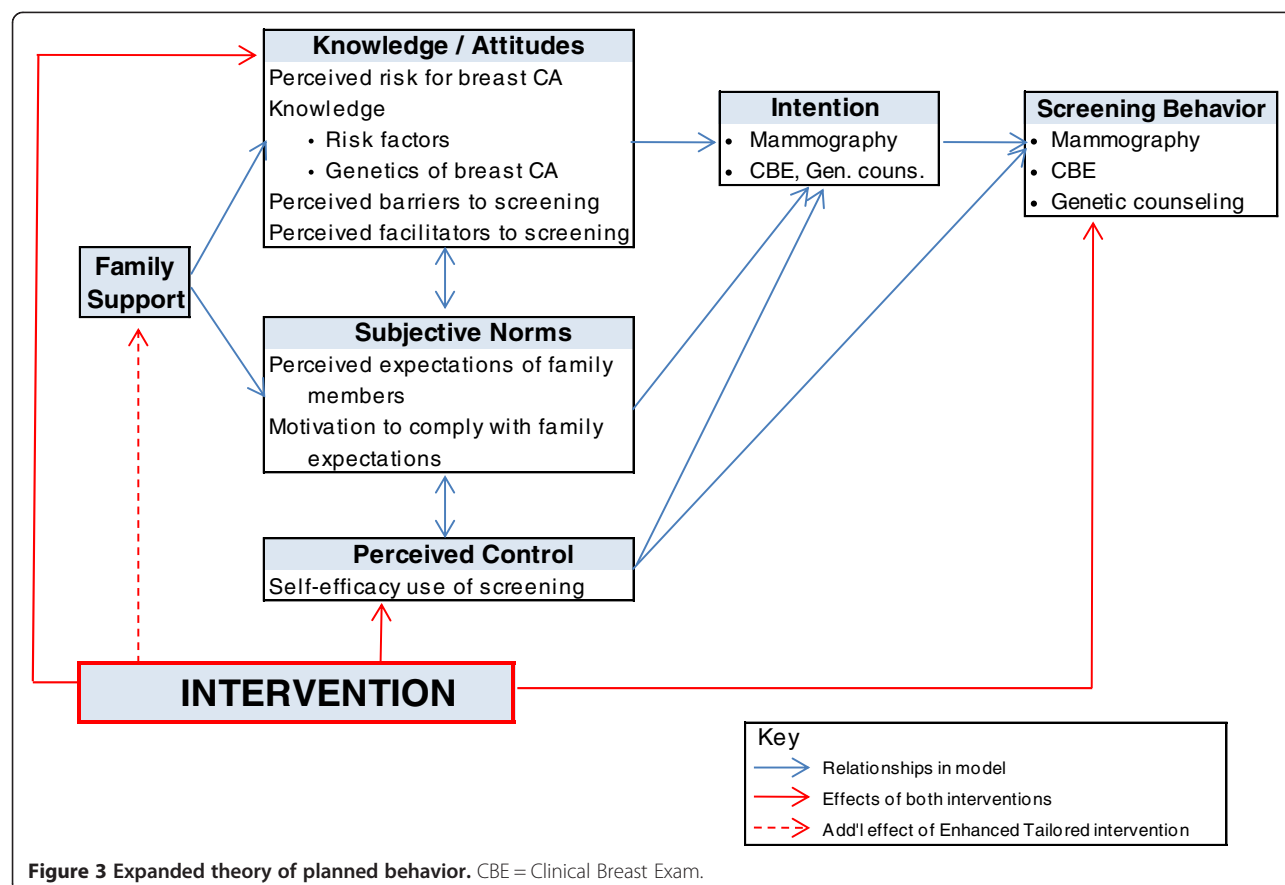 Knowledge / Attitudes
Perceived risk for breast CA
Knowledge
• Risk factors
• Genetics of breast CA
Perceived barriers to screening
Perceived facilitators to screening
Family
Support
Subjective Norms
Perceived expectations of family
members
Motivation to comply with family
expectations
Perceived Control
Self-efficacy use of screening
Intention
• Mammography
• CBE, Gen. couns.
Screening Behavior
• Mammography
• CBE
• Genetic counseling
INTERVENTION
Key
Relationships in model
Effects of both interventions
Add'l effect of Enhanced Tailored intervention
Figure 3 Expanded theory of planned behavior. CBE = Clinical Breast Exam.